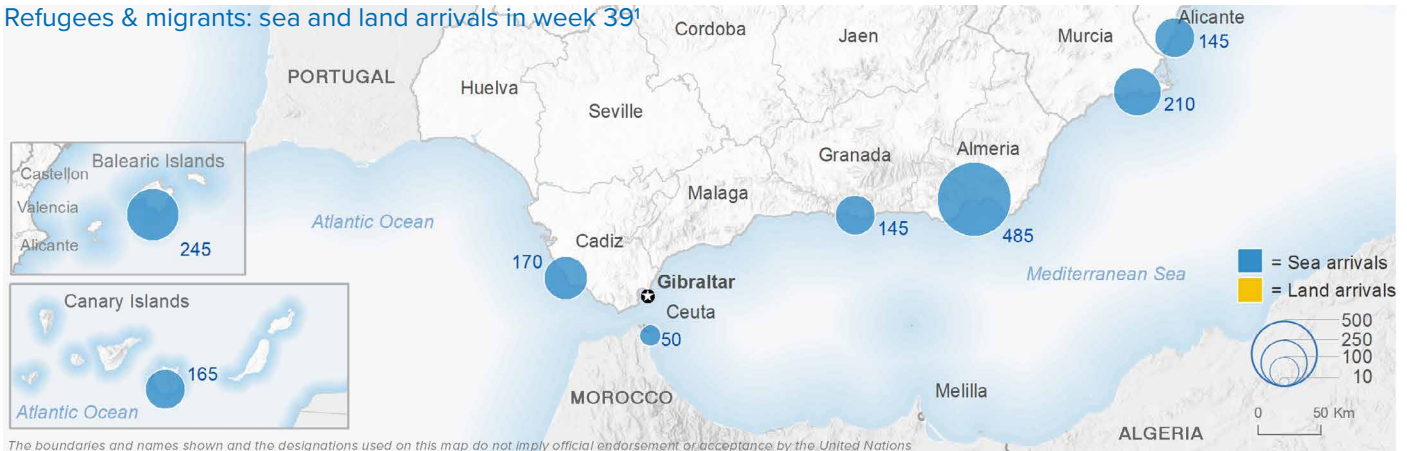 Refugees & migrants: sea and land arrivals in week 39¹
Alicante
145
Cordoba
Jaen
Murcia
210
PORTUGAL
Huelva
Seville
Granada
145
Almeria
485
Malaga
Balearic Islands
Castellon
Valencia
Alicante
245
Atlantic Ocean
Cadiz
170
Gibraltar
Ceuta
50
Mediterranean Sea
= Sea arrivals
= Land arrivals
500
250
100
10
0 50 Km
Canary Islands
165
Atlantic Ocean
MOROCCO
Melilla
ALGERIA
The boundaries and names shown and the designations used on this map do not imply official endorsement or acceptance by the United Nations